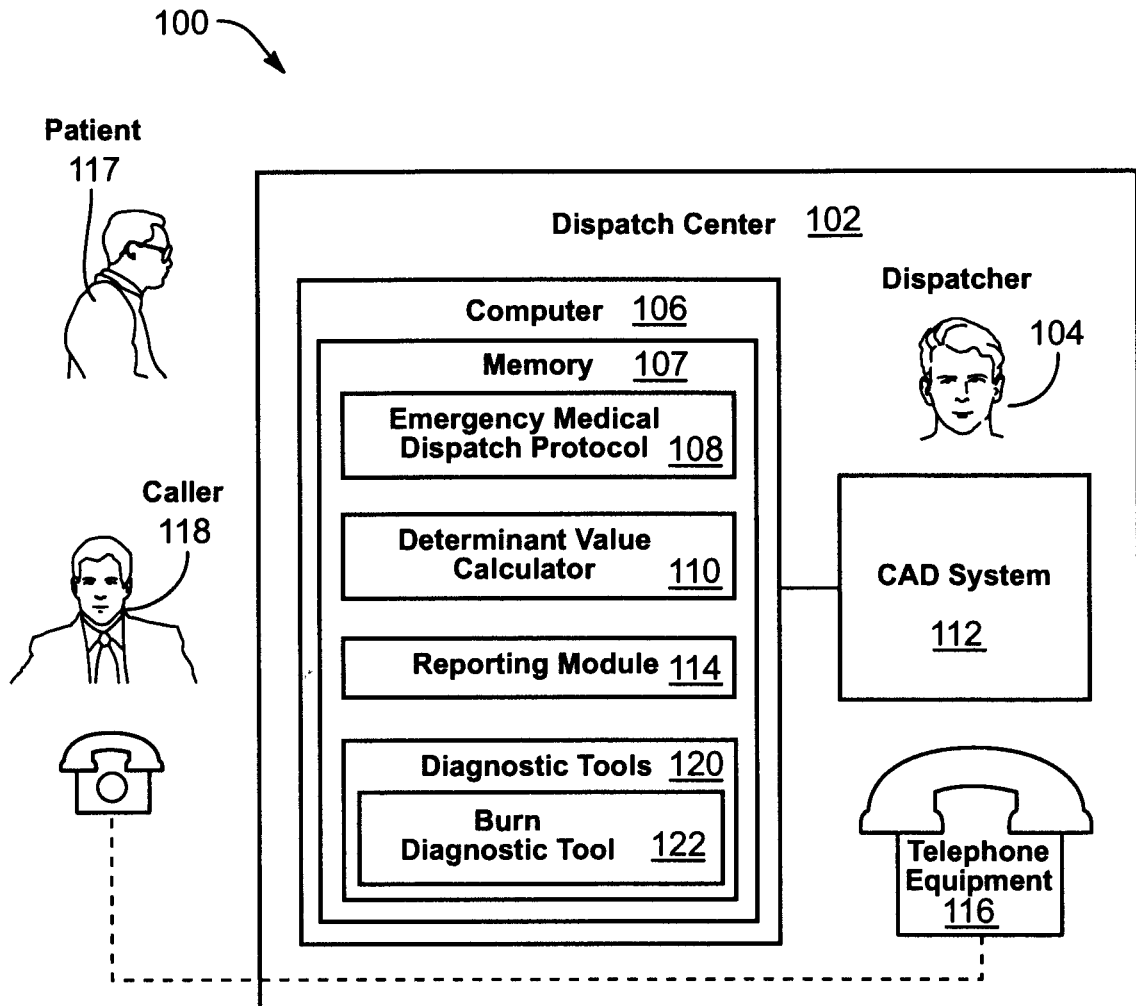 100
Patient
117
Dispatch Center 102
Computer 106
Dispatcher
104
Memory 107
Emergency Medical
Dispatch Protocol 108
Caller
118
Determinant Value
Calculator 110
CAD System
112
Reporting Module 114
Diagnostic Tools 120
Burn
Diagnostic Tool 122
Telephone
Equipment
116